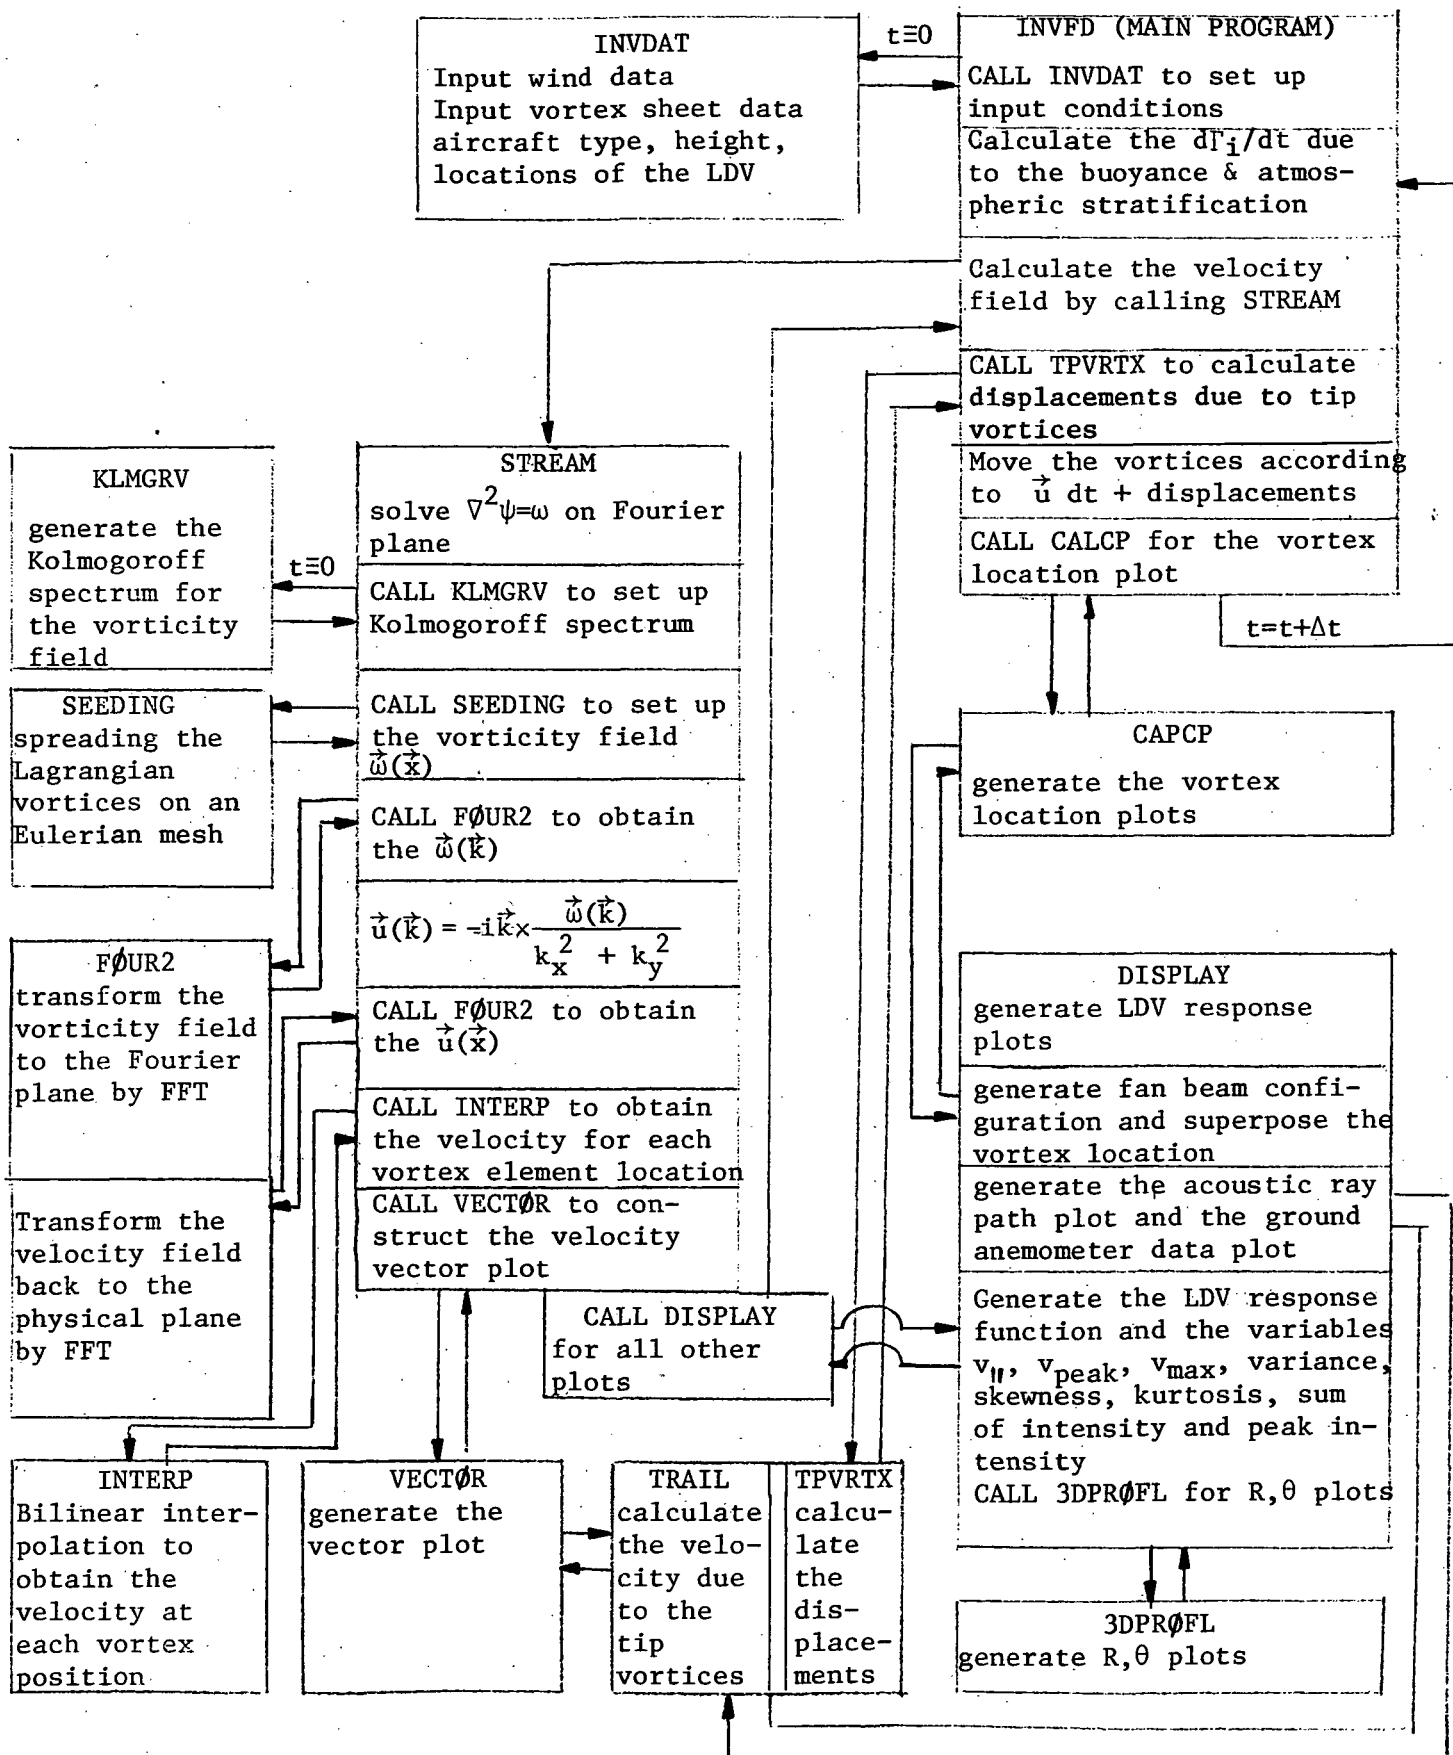 INVDAT
Input wind data
Input vortex sheet data
aircraft type, height,
locations of the LDV
t≡0
INVFD (MAIN PROGRAM)
CALL INVDAT to set up
input conditions
Calculate the dΓi/dt due
to the buoyance & atmos-
pheric stratification
Calculate the velocity
field by calling STREAM
CALL TPVRTX to calculate
displacements due to tip
vortices
Move the vortices according
to u⃗ dt + displacements
CALL CALCP for the vortex
location plot
t=t+Δt
KLMGRV
generate the
Kolmogoroff
spectrum for
the vorticity
field
t≡0
SEEDING
spreading the
Lagrangian
vortices on an
Eulerian mesh
FØUR2
transform the
vorticity field
to the Fourier
plane by FFT
Transform the
velocity field
back to the
physical plane
by FFT
STREAM
solve ∇²ψ=ω on Fourier
plane
CALL KLMGRV to set up
Kolmogoroff spectrum
CALL SEEDING to set up
the vorticity field
ω⃗(x⃗)
CALL FØUR2 to obtain
the ω⃗(k⃗)
u⃗(k⃗) = -ik⃗× ω⃗(k⃗) / kx² + ky²
CALL FØUR2 to obtain
the u⃗(x⃗)
CALL INTERP to obtain
the velocity for each
vortex element location
CALL VECTØR to con-
struct the velocity
vector plot
CALL DISPLAY
for all other
plots
CAPCP
generate the vortex
location plots
DISPLAY
generate LDV response
plots
generate fan beam confi-
guration and superpose the
vortex location
generate the acoustic ray
path plot and the ground
anemometer data plot
Generate the LDV response
function and the variables
v", vpeak, vmax, variance,
skewness, kurtosis, sum
of intensity and peak in-
tensity
CALL 3DPRØFL for R,θ plots
INTERP
Bilinear inter-
polation to
obtain the
velocity at
each vortex
position
VECTØR
generate the
vector plot
TRAIL
calculate
the velo-
city due
to the
tip
vortices
TPVRTX
calcu-
late
the
dis-
place-
ments
3DPRØFL
generate R,θ plots